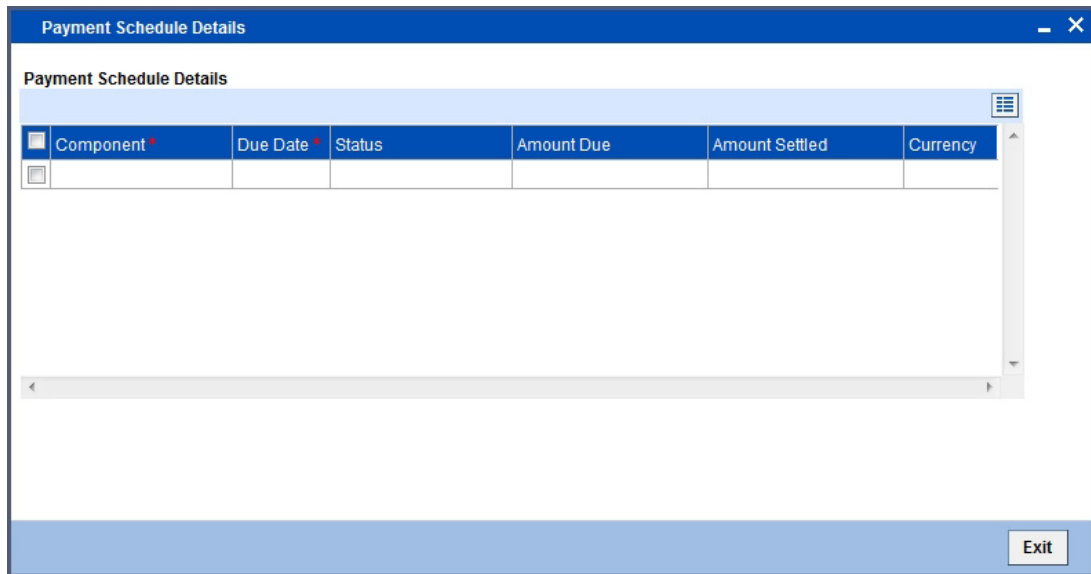 Payment Schedule Details
Payment Schedule Details
Component * Due Date * Status Amount Due Amount Settled Currency
Exit